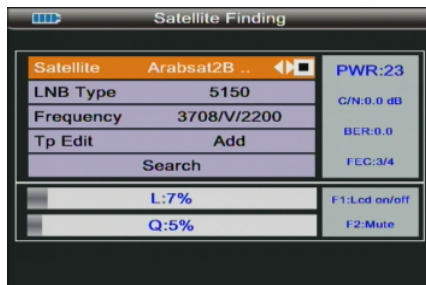 Satellite Finding
Satellite Arabsat2B .. PWR:23
LNB Type 5150 C/N:0.0 dB
Frequency 3708/V/2200
Tp Edit Add BER:0.0
Search FEC:3/4
L:7% F1:Lcd on/off
Q:5% F2:Mute